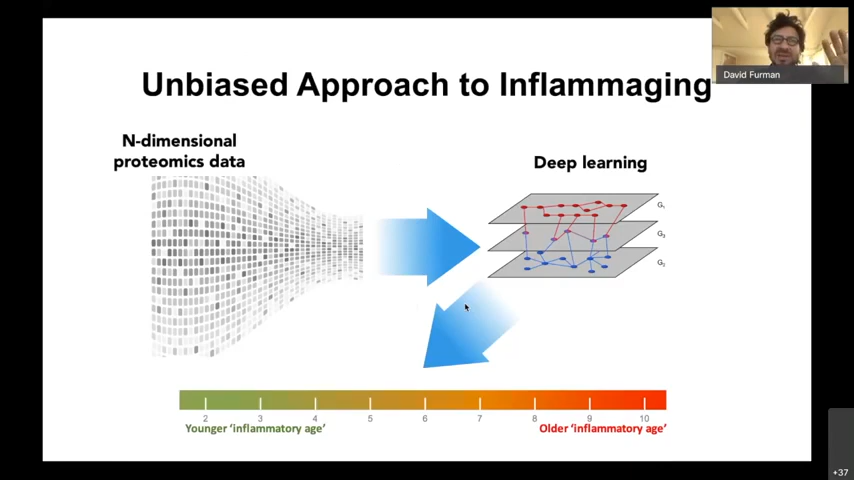 David Furman
Unbiased Approach to Inflammaging
N-dimensional
proteomics data
Deep learning
G₁
G₃
G₂
2 3 4 5 6 7 8 9 10
Younger ‘inflammatory age’
Older ‘inflammatory age’
+37